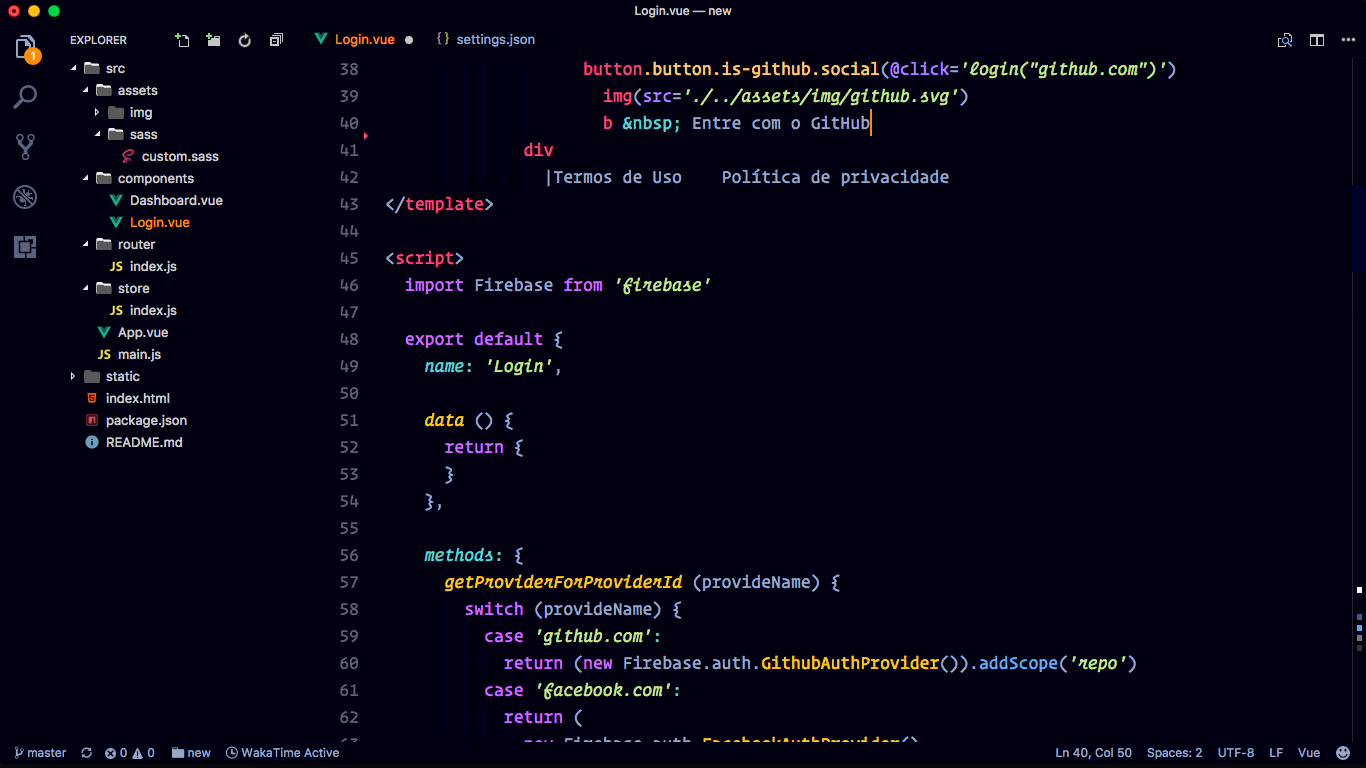 Login.vue — new
EXPLORER
Login.vue
{ } settings.json
1
src
assets
img
sass
custom.sass
components
Dashboard.vue
Login.vue
router
JS index.js
store
JS index.js
App.vue
JS main.js
static
index.html
package.json
README.md
38 button.button.is-github.social(@click='login("github.com")')
39 img(src='./../assets/img/github.svg')
40 b &nbsp; Entre com o GitHub
41 div
42 |Termos de Uso    Política de privacidade
43 </template>
44
45 <script>
46 import Firebase from 'firebase'
47
48 export default {
49 name: 'Login',
50
51 data () {
52 return {
53 }
54 },
55
56 methods: {
57 getProviderForProviderId (provideName) {
58 switch (provideName) {
59 case 'github.com':
60 return (new Firebase.auth.GithubAuthProvider()).addScope('repo')
61 case 'facebook.com':
62 return (
63 new Firebase.auth.FacebookAuthProvider()
master 0 0 new WakaTime Active Ln 40, Col 50 Spaces: 2 UTF-8 LF Vue